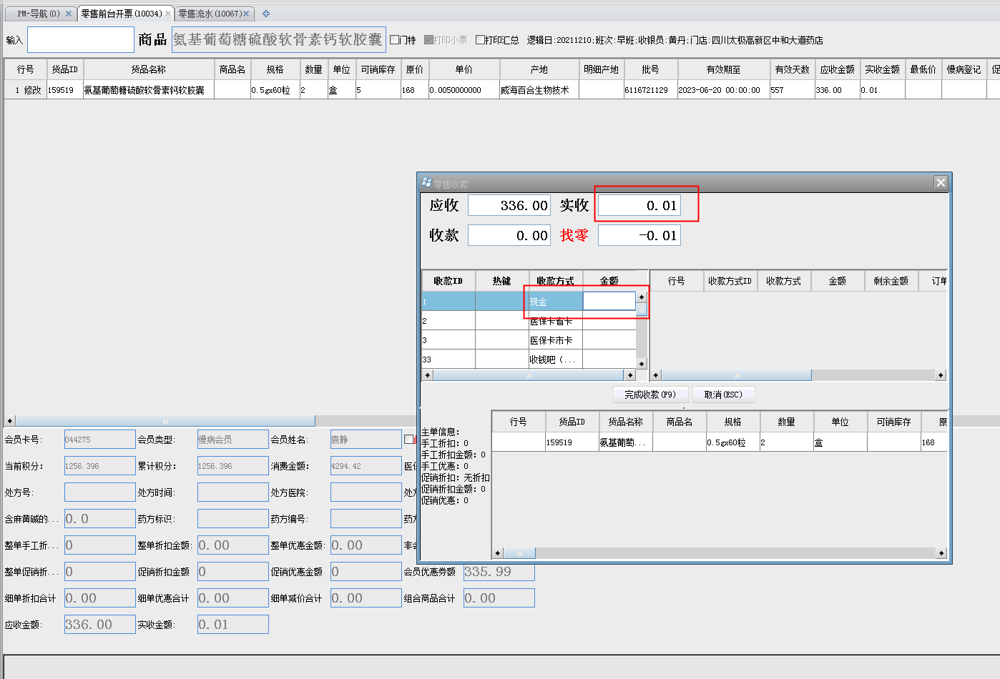 PM-导航(0) × 零售前台开票(10034) × 零售流水(10067) ×
输入 商品 氨基葡萄糖硫酸软骨素钙软胶囊 门特 打印小票 打印汇总 逻辑日:20211210;班次:早班;收银员:黄丹;门店:四川太极高新区中和大道药店
行号 货品ID 货品名称 商品名 规格 数量 单位 可销库存 原价 单价 产地 明细产地 批号 有效期至 有效天数 应收金额 实收金额 最低价 慢病登记 促
1 修改 159519 氨基葡萄糖硫酸软骨素钙软胶囊 0.5gx60粒 2 盒 5 168 0.0050000000 威海百合生物技术 6116721129 2023-06-20 00:00:00 557 336.00 0.01
零售收款
应收 336.00 实收 0.01
收款 0.00 找零 -0.01
收款ID 热键 收款方式 金额
1 现金
2 医保卡省卡
3 医保卡市卡
33 收钱吧（...
行号 收款方式ID 收款方式 金额 剩余金额 订单
完成收款(F9) 取消(ESC)
主单信息:
手工折扣: 0
手工折扣金额: 0
手工优惠: 0
促销折扣: 无折扣
促销折扣金额: 0
促销优惠: 0
行号 货品ID 货品名称 商品名 规格 数量 单位 可销库存 原
159519 氨基葡萄... 0.5gx60粒 2 盒 168
会员卡号: 044275 会员类型: 慢病会员 会员姓名: 袁静
当前积分: 1256.396 累计积分: 1256.396 消费金额: 4294.42 医保
处方号: 处方时间: 处方医院: 处方
含麻黄碱的... 0.0 药方标识: 药方编号: 药方
整单手工折... 0 整单折扣金额: 0.00 整单优惠金额: 0.00 非会
整单促销折... 0 促销折扣金额 0 促销优惠金额 0 会员优惠券额 335.99
细单折扣合计 0.00 细单优惠合计 0.00 细单减价合计 0.00 组合商品合计 0.00
应收金额: 336.00 实收金额: 0.01